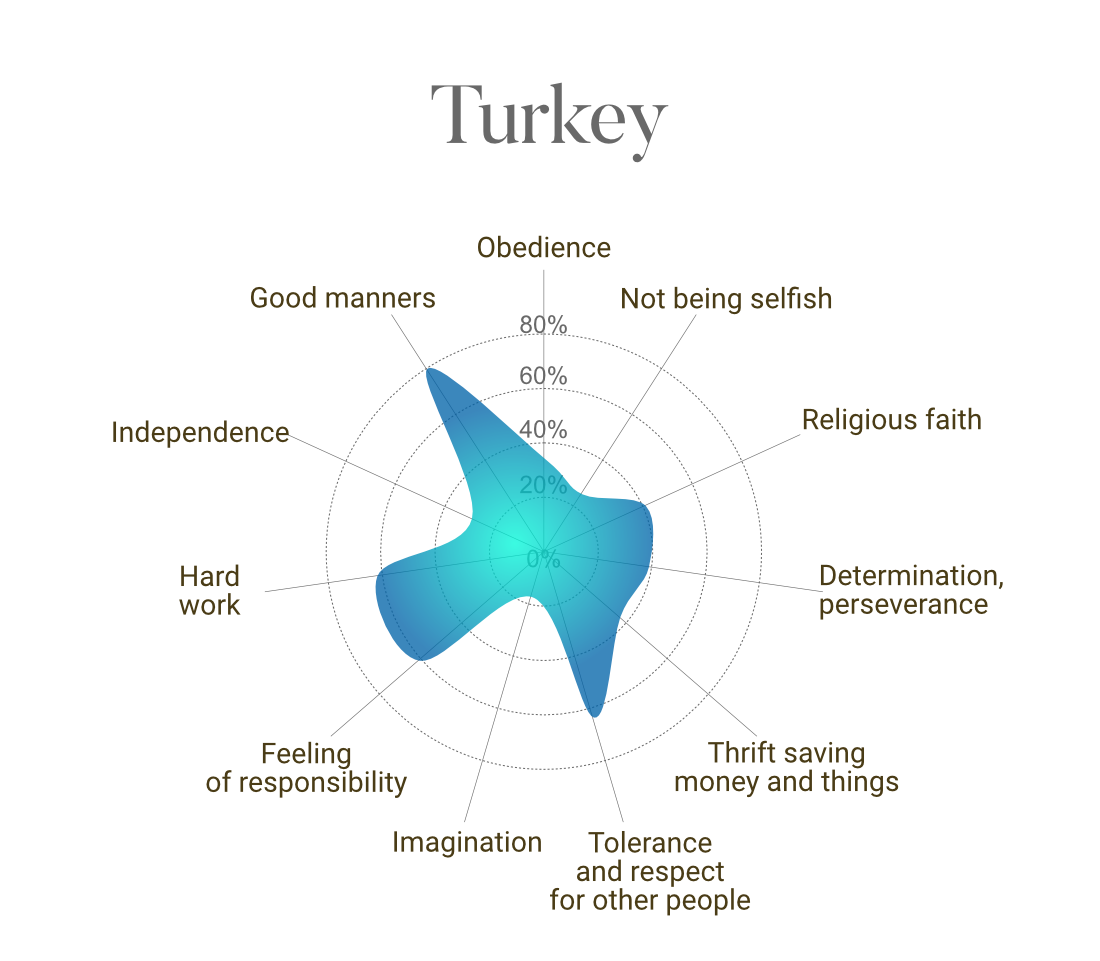 Turkey
Obedience
Good manners
Not being selfish
80%
60%
Religious faith
Independence
40%
20%
0%
Hard
work
Determination,
perseverance
Feeling
of responsibility
Thrift saving
money and things
Imagination
Tolerance
and respect
for other people